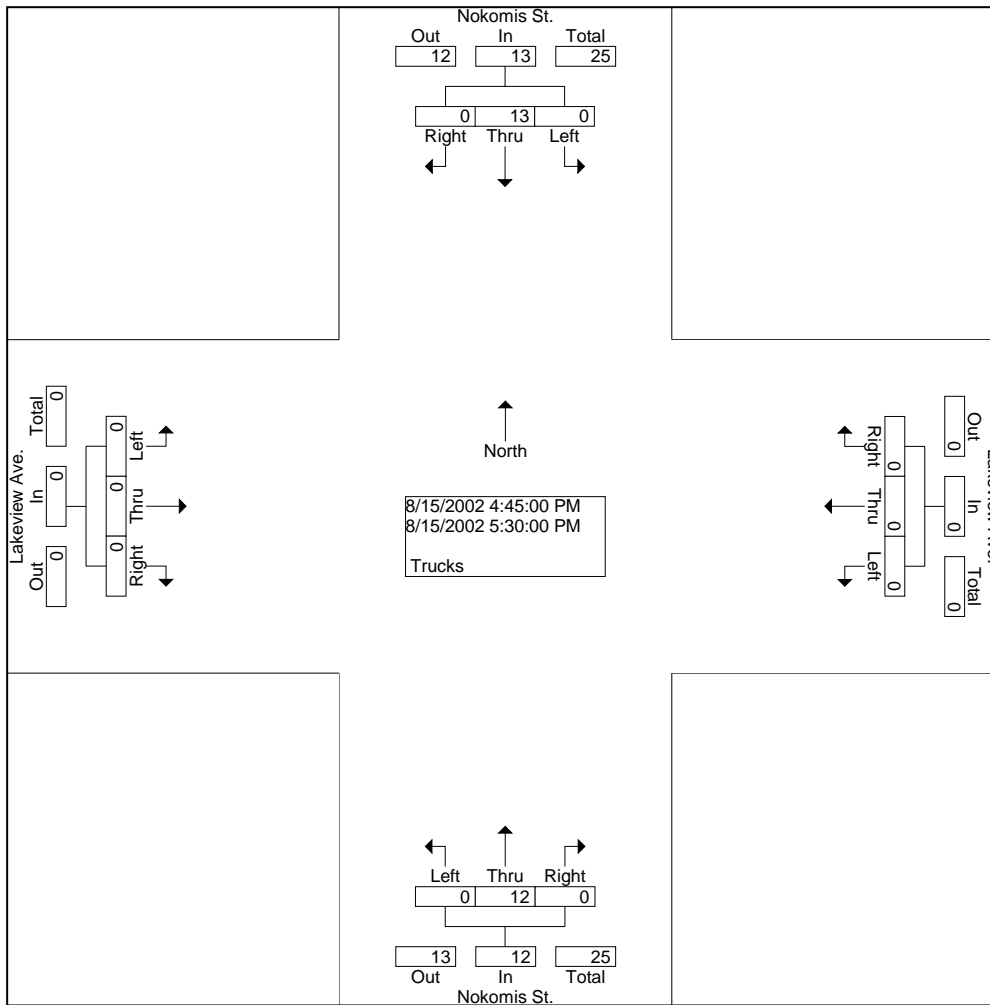 Nokomis St.
Out In Total
12 13 25
0 13 0
Right Thru Left
Lakeview Ave.
Total In Out
0 0 0
0 0 0
Left Thru Right
North
8/15/2002 4:45:00 PM
8/15/2002 5:30:00 PM
Trucks
Right Thru Left
0 0 0
0 0 0
Out In Total
Left Thru Right
0 12 0
13 12 25
Out In Total
Nokomis St.